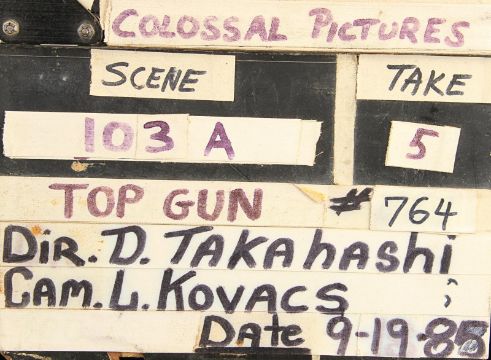 COLOSSAL PICTURES
SCENE TAKE
103 A 5
TOP GUN # 764
DIR. D. TAKAhAShi
CAM. L. KOVACS
DAte 9-19-85